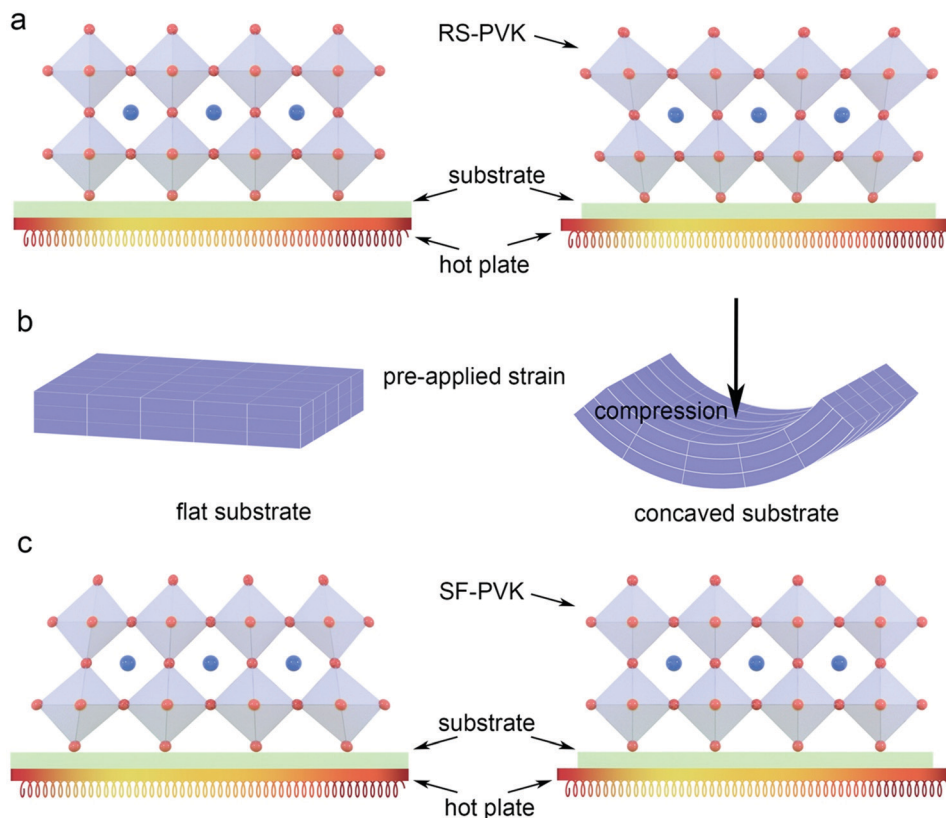 a
RS-PVK
substrate
hot plate
b
pre-applied strain
compression
flat substrate
concaved substrate
c
SF-PVK
substrate
hot plate